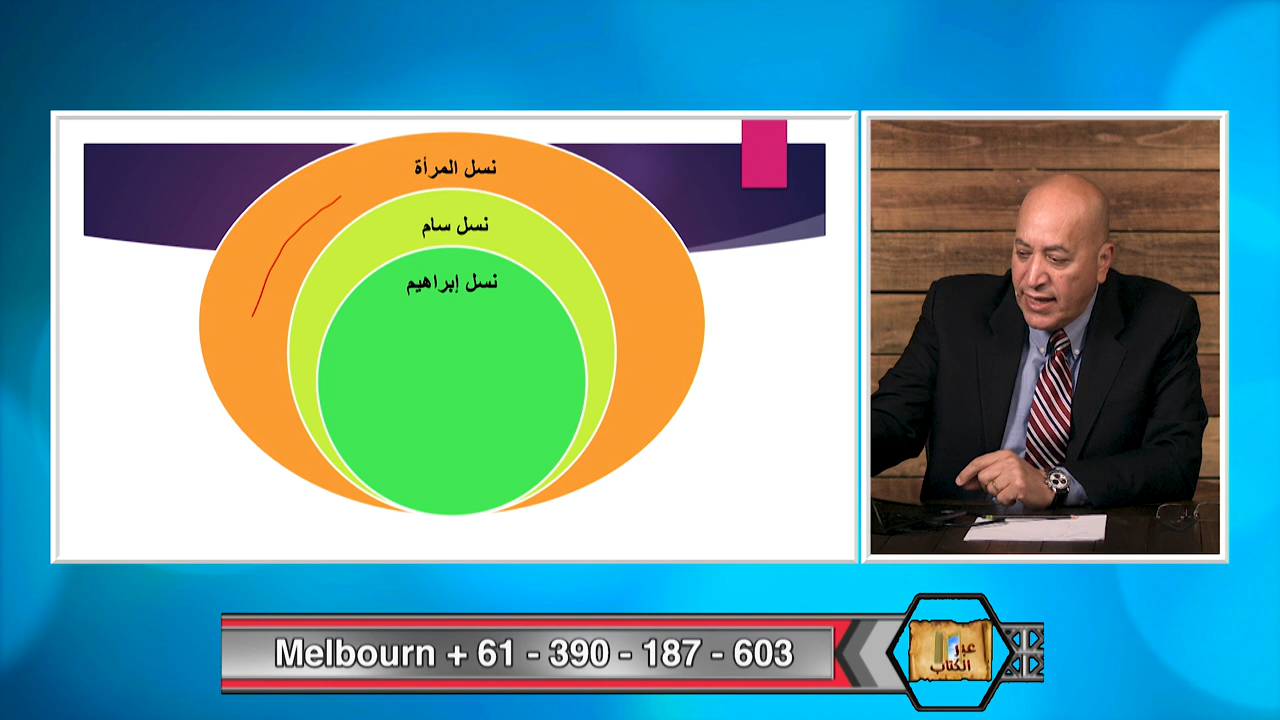 نسل المرأة
نسل سام
نسل إبراهيم
Melbourn + 61 - 390 - 187 - 603
عبر
الكتاب